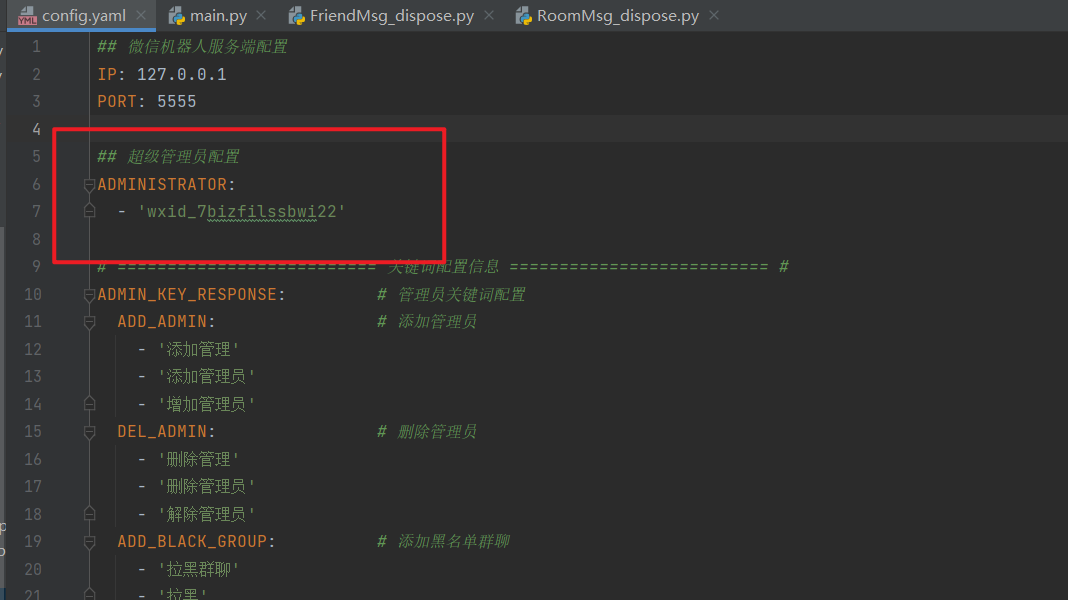 config.yaml main.py FriendMsg_dispose.py RoomMsg_dispose.py
1 ## 微信机器人服务端配置
2 IP: 127.0.0.1
3 PORT: 5555
4
5 ## 超级管理员配置
6 ADMINISTRATOR:
7 - 'wxid_7bizfilssbwi22'
8
9 # ========================== 关键词配置信息 ========================== #
10 ADMIN_KEY_RESPONSE: # 管理员关键词配置
11 ADD_ADMIN: # 添加管理员
12 - '添加管理'
13 - '添加管理员'
14 - '增加管理员'
15 DEL_ADMIN: # 删除管理员
16 - '删除管理'
17 - '删除管理员'
18 - '解除管理员'
19 ADD_BLACK_GROUP: # 添加黑名单群聊
20 - '拉黑群聊'
21 - '拉黑'